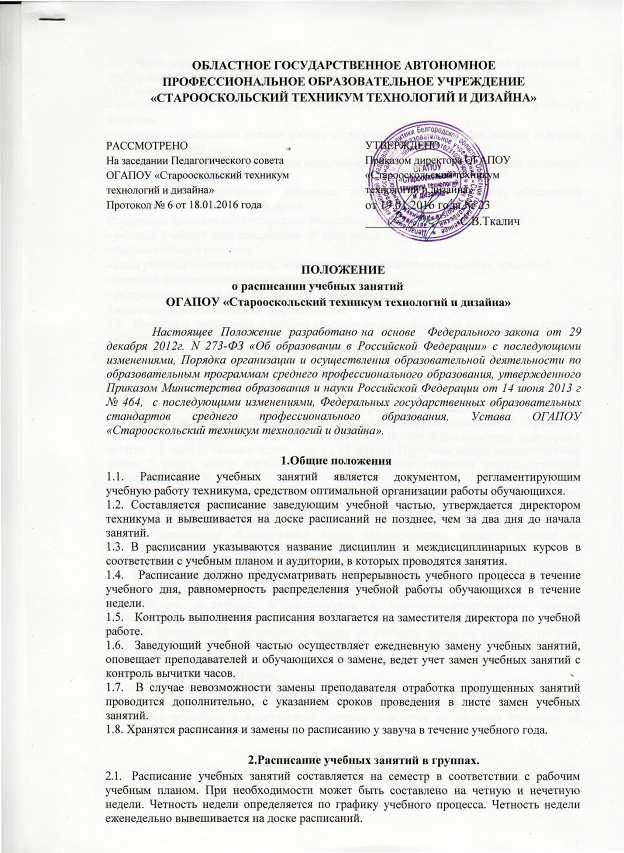 ОБЛАСТНОЕ ГОСУДАРСТВЕННОЕ АВТОНОМНОЕ
ПРОФЕССИОНАЛЬНОЕ ОБРАЗОВАТЕЛЬНОЕ УЧРЕЖДЕНИЕ
«СТАРООСКОЛЬСКИЙ ТЕХНИКУМ ТЕХНОЛОГИЙ И ДИЗАЙНА»
РАССМОТРЕНО
На заседании Педагогического совета
ОГАПОУ «Старооскольский техникум
технологий и дизайна»
Протокол № 6 от 18.01.2016 года
УТВЕРЖДЕНО
Приказом директора ОГАПОУ
«Старооскольский техникум
технологий и дизайна»
от 19.01.2016 года № 23
С.В.Ткалич
ОГАПОУ
«Старооскольский
техникум технологий
и дизайна»
ПОЛОЖЕНИЕ
о расписании учебных занятий
ОГАПОУ «Старооскольский техникум технологий и дизайна»
Настоящее Положение разработано на основе Федерального закона от 29
декабря 2012г. N 273-ФЗ «Об образовании в Российской Федерации» с последующими
изменениями, Порядка организации и осуществления образовательной деятельности по
образовательным программам среднего профессионального образования, утвержденного
Приказом Министерства образования и науки Российской Федерации от 14 июня 2013 г
№ 464, с последующими изменениями, Федеральных государственных образовательных
стандартов среднего профессионального образования, Устава ОГАПОУ
«Старооскольский техникум технологий и дизайна».
1.Общие положения
1.1. Расписание учебных занятий является документом, регламентирующим
учебную работу техникума, средством оптимальной организации работы обучающихся.
1.2. Составляется расписание заведующим учебной частью, утверждается директором
техникума и вывешивается на доске расписаний не позднее, чем за два дня до начала
занятий.
1.3. В расписании указываются название дисциплин и междисциплинарных курсов в
соответствии с учебным планом и аудитории, в которых проводятся занятия.
1.4. Расписание должно предусматривать непрерывность учебного процесса в течение
учебного дня, равномерность распределения учебной работы обучающихся в течение
недели.
1.5. Контроль выполнения расписания возлагается на заместителя директора по учебной
работе.
1.6. Заведующий учебной частью осуществляет ежедневную замену учебных занятий,
оповещает преподавателей и обучающихся о замене, ведет учет замен учебных занятий с
контроль вычитки часов.
1.7. В случае невозможности замены преподавателя отработка пропущенных занятий
проводится дополнительно, с указанием сроков проведения в листе замен учебных
занятий.
1.8. Хранятся расписания и замены по расписанию у завуча в течение учебного года.
2.Расписание учебных занятий в группах.
2.1. Расписание учебных занятий составляется на семестр в соответствии с рабочим
учебным планом. При необходимости может быть составлено на четную и нечетную
недели. Четность недели определяется по графику учебного процесса. Четность недели
еженедельно вывешивается на доске расписаний.